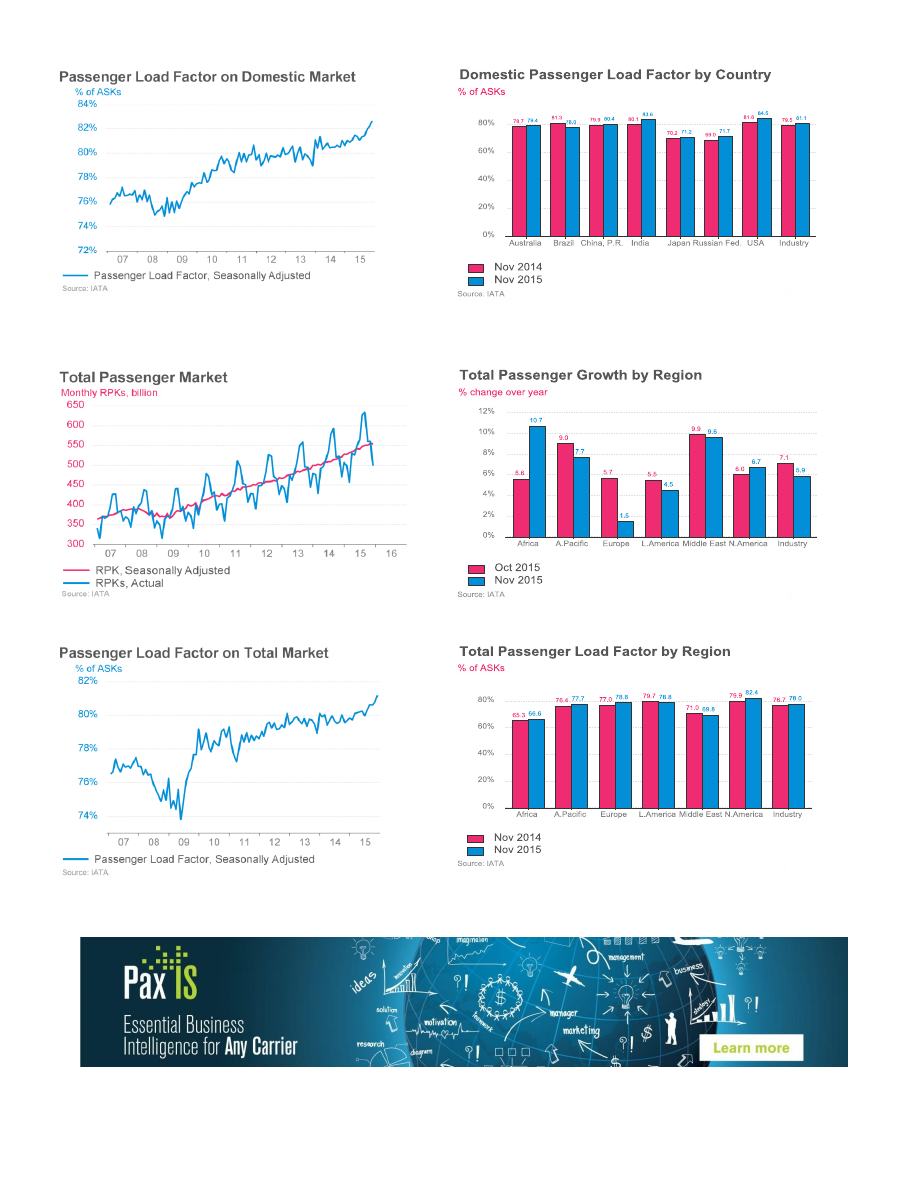 Passenger Load Factor on Domestic Market
% of ASKs
84%
82%
80%
78%
76%
74%
72%
07 08 09 10 11 12 13 14 15
Passenger Load Factor, Seasonally Adjusted
Source: IATA
Domestic Passenger Load Factor by Country
% of ASKs
78.7 79.4 81.3 78.0 79.9 80.4 80.1 83.6 70.2 71.2 69.0 71.7 81.8 84.5 79.5 81.1
80%
60%
40%
20%
0%
Australia Brazil China, P.R. India Japan Russian Fed. USA Industry
Nov 2014
Nov 2015
Source: IATA
Total Passenger Market
Monthly RPKs, billion
650
600
550
500
450
400
350
300
07 08 09 10 11 12 13 14 15 16
RPK, Seasonally Adjusted
RPKs, Actual
Source: IATA
Total Passenger Growth by Region
% change over year
12%
10%
8%
6%
4%
2%
0%
5.6 10.7 9.0 7.7 5.7 1.5 5.5 4.5 9.9 9.5 6.0 6.7 7.1 5.9
Africa A.Pacific Europe L.America Middle East N.America Industry
Oct 2015
Nov 2015
Source: IATA
Passenger Load Factor on Total Market
% of ASKs
82%
80%
78%
76%
74%
07 08 09 10 11 12 13 14 15
Passenger Load Factor, Seasonally Adjusted
Source: IATA
Total Passenger Load Factor by Region
% of ASKs
65.3 66.6 76.4 77.7 77.0 78.8 79.7 78.8 71.0 69.8 79.9 82.4 76.7 78.0
80%
60%
40%
20%
0%
Africa A.Pacific Europe L.America Middle East N.America Industry
Nov 2014
Nov 2015
Source: IATA
Pax IS
Essential Business
Intelligence for Any Carrier
ideas
motivation
solution
research
diagram
motivation
teamwork
imagination
management
manager
marketing
business
strategy
?!
?!
?!
$
$
$
Learn more